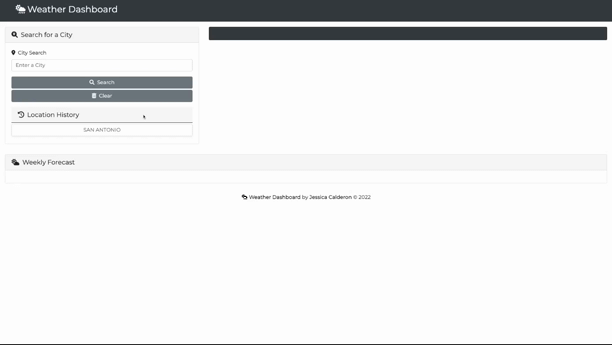 Weather Dashboard
Search for a City
City Search
Enter a City
Search
Clear
Location History
SAN ANTONIO
Weekly Forecast
Weather Dashboard by Jessica Calderon © 2022